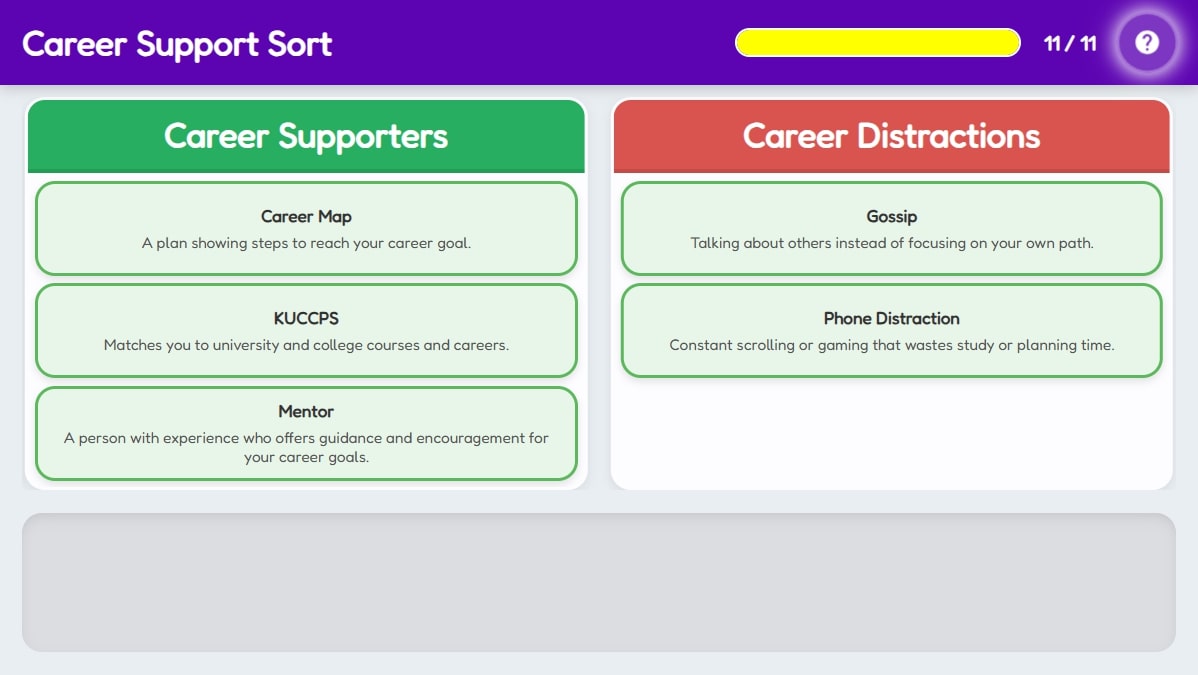 Career Support Sort
11 / 11
?
Career Supporters
Career Map
A plan showing steps to reach your career goal.
KUCCPS
Matches you to university and college courses and careers.
Mentor
A person with experience who offers guidance and encouragement for
your career goals.
Career Distractions
Gossip
Talking about others instead of focusing on your own path.
Phone Distraction
Constant scrolling or gaming that wastes study or planning time.